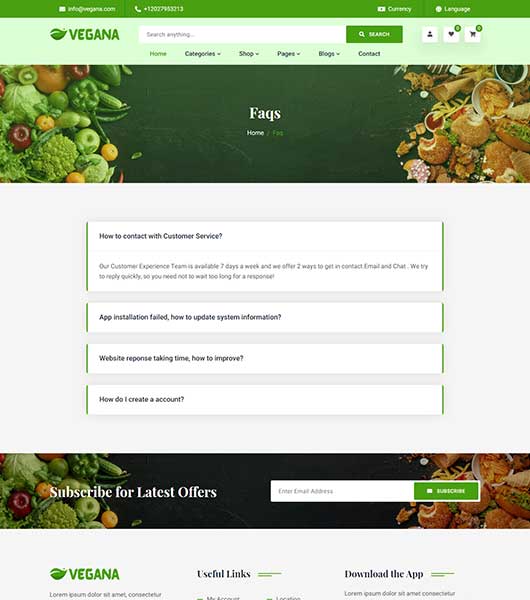 info@vegana.com +12027953213 Currency Language
VEGANA Search anything... SEARCH 0 0
Home Categories Shop Pages Blogs Contact
Faqs
Home / Faq
How to contact with Customer Service?
Our Customer Experience Team is available 7 days a week and we offer 2 ways to get in contact.Email and Chat . We try
to reply quickly, so you need not to wait too long for a response!
App installation failed, how to update system information?
Website reponse taking time, how to improve?
How do I create a account?
Subscribe for Latest Offers Enter Email Address SUBSCRIBE
VEGANA Useful Links Download the App
Lorem ipsum dolor sit amet, consectetur My Account Location Lorem ipsum dolor sit amet, consectetur